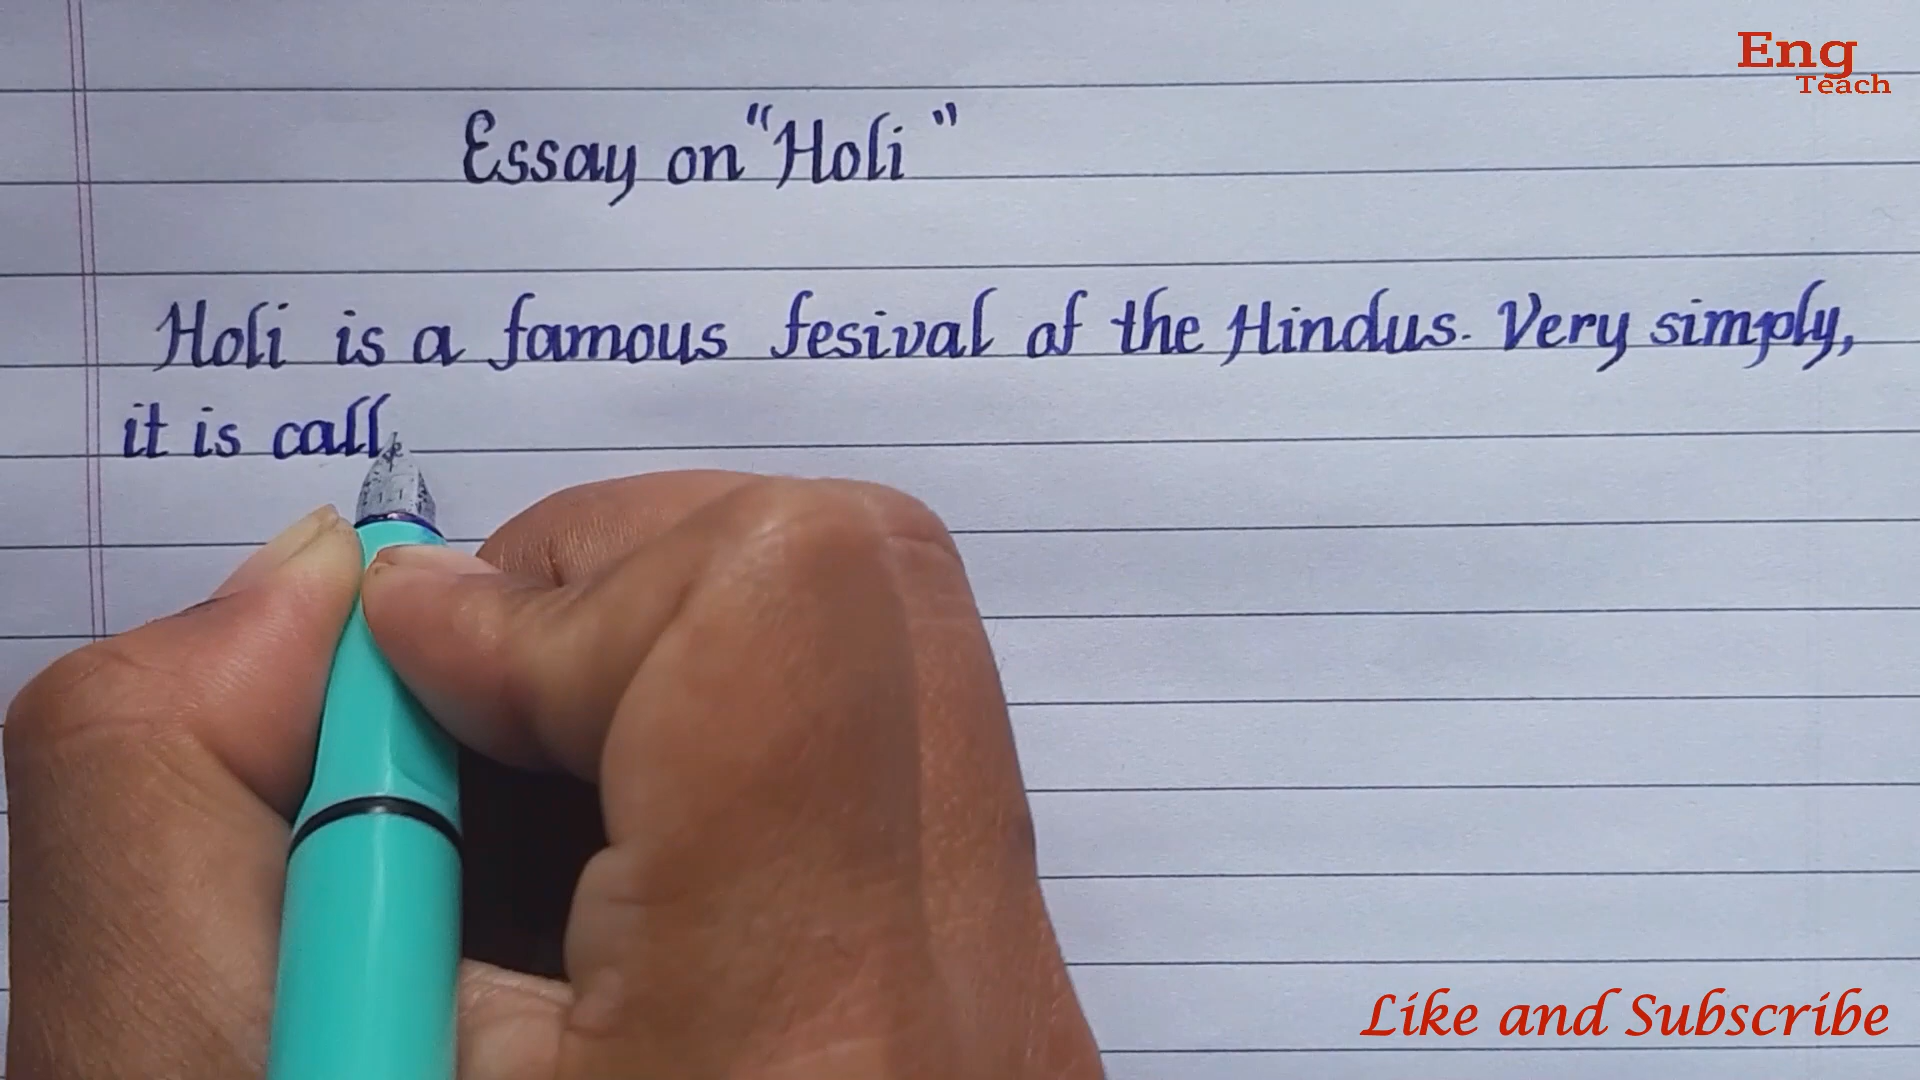 Eng
Teach
Essay on "Holi"
Holi is a famous fesival of the Hindus. Very simply,
it is call
Like and Subscribe